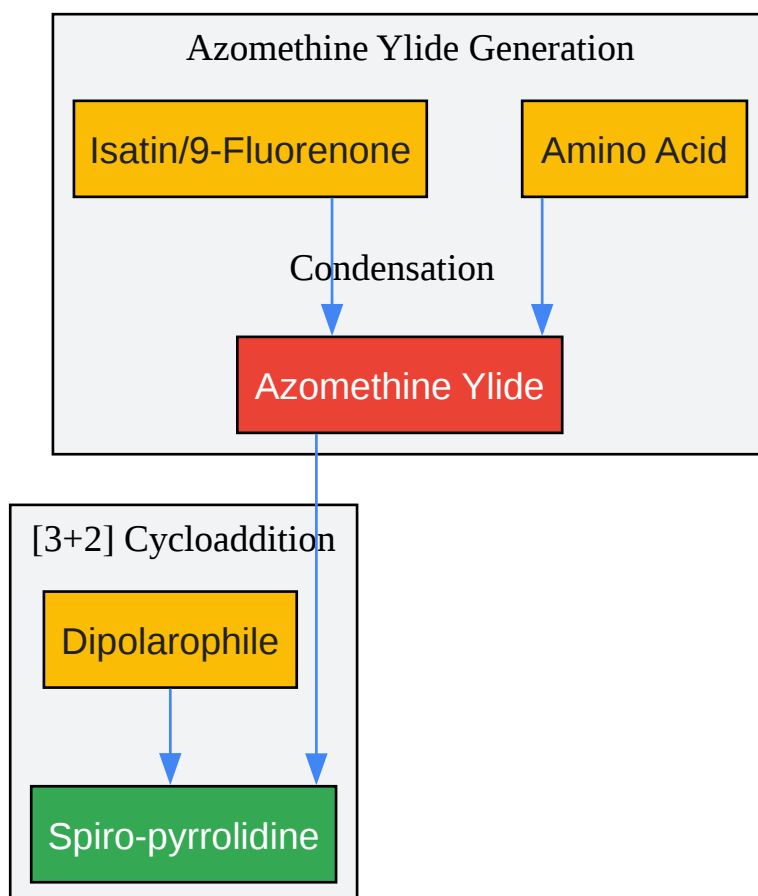 Azomethine Ylide Generation
Isatin/9-Fluorenone
Amino Acid
Condensation
Azomethine Ylide
[3+2] Cycloaddition
Dipolarophile
Spiro-pyrrolidine